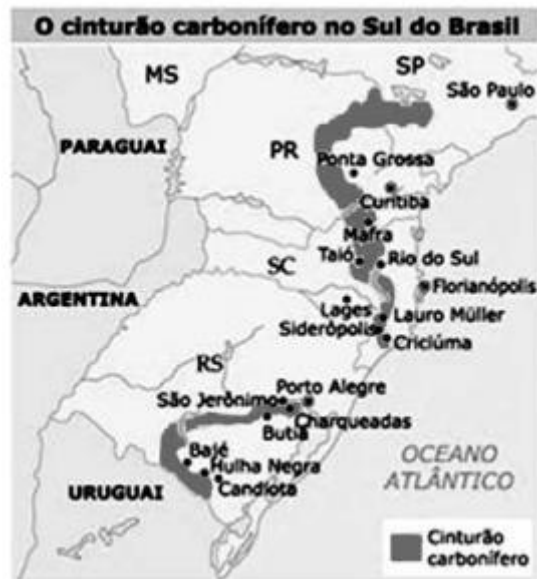 O cinturão carbonífero no Sul do Brasil
MS
SP
São Paulo
PARAGUAI
PR
Ponta Grossa
Curitiba
Mafra
Taió
Rio do Sul
SC
Florianópolis
ARGENTINA
Lages
Lauro Müller
Siderópolis
Criciúma
RS
Porto Alegre
São Jerônimo
Charqueadas
Butiá
Bajé
Hulha Negra
Candiota
URUGUAI
OCEANO
ATLÂNTICO
Cinturão
carbonífero